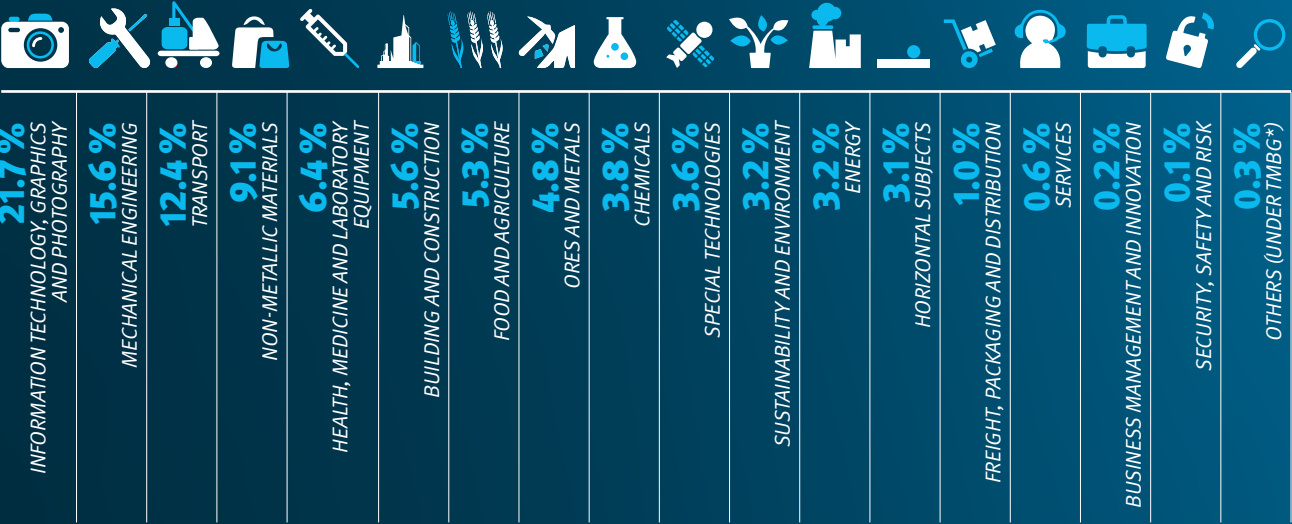 21.7 %
INFORMATION TECHNOLOGY, GRAPHICS
AND PHOTOGRAPHY
15.6 %
MECHANICAL ENGINEERING
12.4 %
TRANSPORT
9.1 %
NON-METALLIC MATERIALS
6.4 %
HEALTH, MEDICINE AND LABORATORY
EQUIPMENT
5.6 %
BUILDING AND CONSTRUCTION
5.3 %
FOOD AND AGRICULTURE
4.8 %
ORES AND METALS
3.8 %
CHEMICALS
3.6 %
SPECIAL TECHNOLOGIES
3.2 %
SUSTAINABILITY AND ENVIRONMENT
3.2 %
ENERGY
3.1 %
HORIZONTAL SUBJECTS
1.0 %
FREIGHT, PACKAGING AND DISTRIBUTION
0.6 %
SERVICES
0.2 %
BUSINESS MANAGEMENT AND INNOVATION
0.1 %
SECURITY, SAFETY AND RISK
0.3 %
OTHERS (UNDER TMBG*)